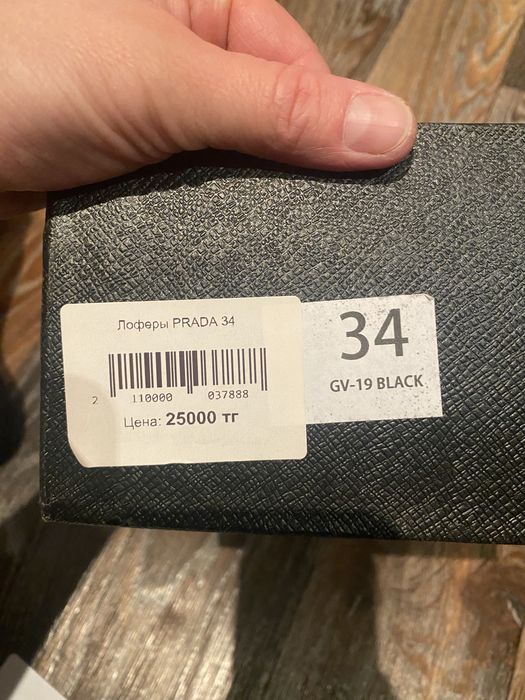 Лоферы PRADA 34
2 110000 037888
Цена: 25000 тг
34
GV-19 BLACK